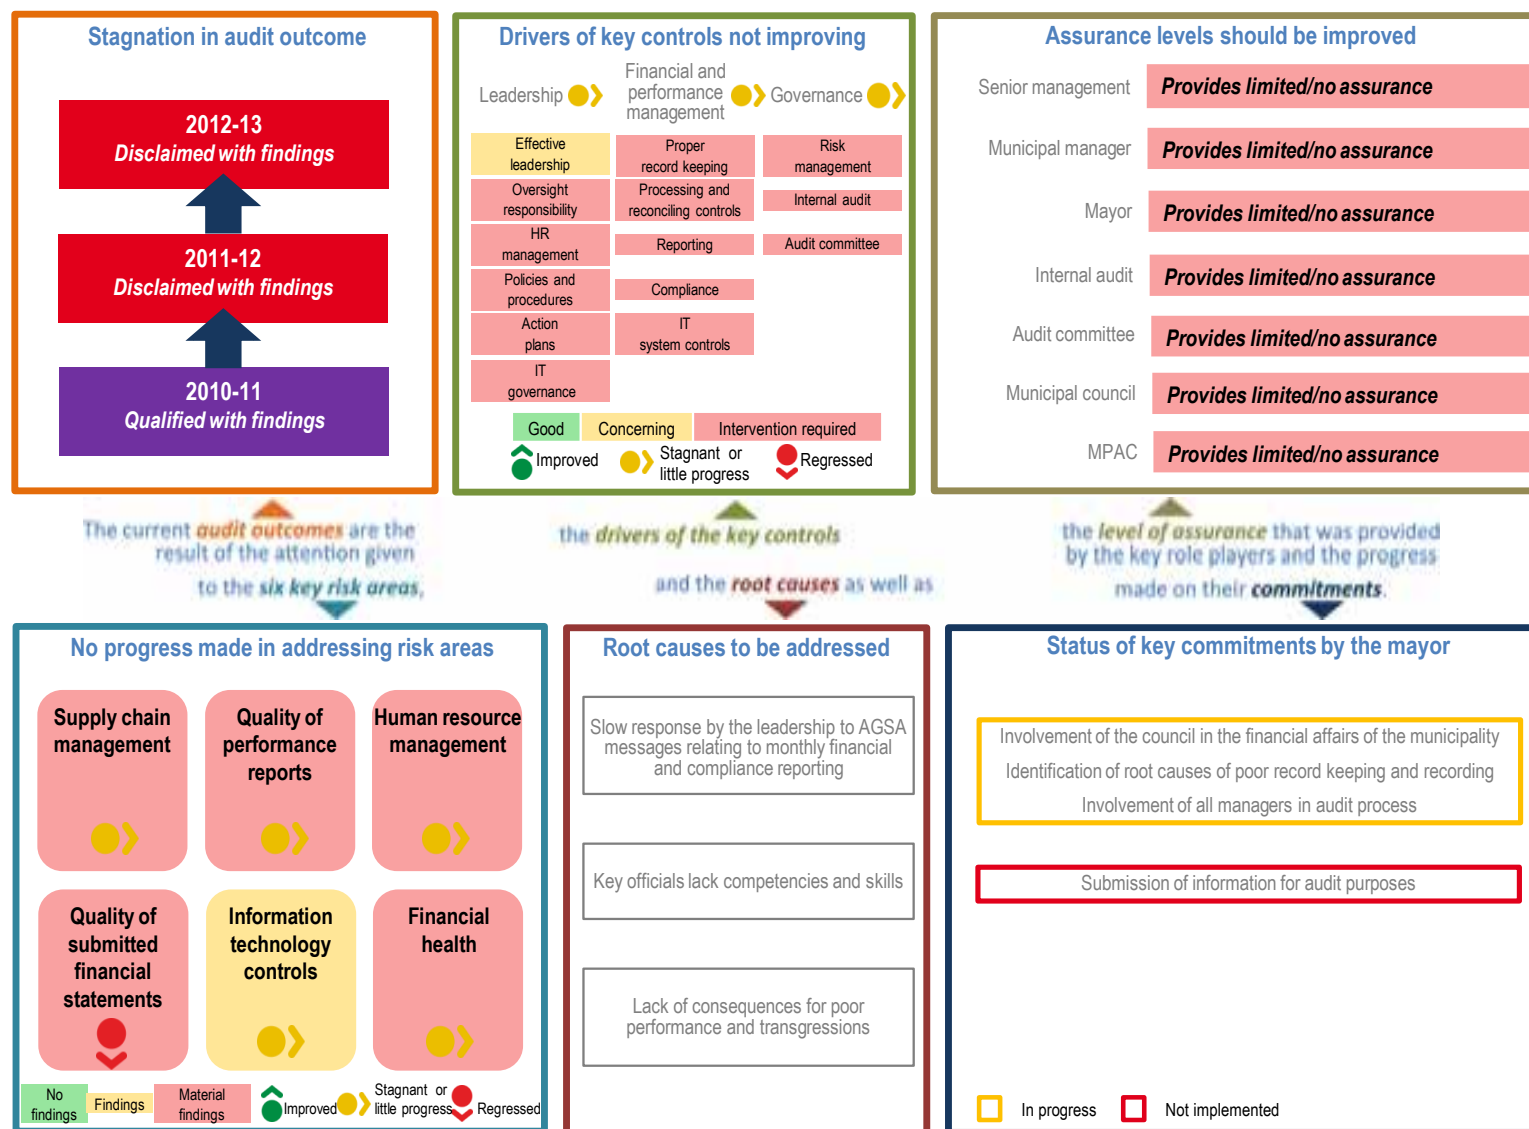 Stagnation in audit outcome
2012-13
Disclaimed with findings
2011-12
Disclaimed with findings
2010-11
Qualified with findings
Drivers of key controls not improving
Leadership
Financial and
performance
management
Governance
Effective
leadership
Oversight
responsibility
HR
management
Policies and
procedures
Action
plans
IT
governance
Proper
record keeping
Processing and
reconciling controls
Reporting
Compliance
IT
system controls
Risk
management
Internal audit
Audit committee
Good
Concerning
Intervention required
Improved
Stagnant or
little progress
Regressed
Assurance levels should be improved
Senior management
Provides limited/no assurance
Municipal manager
Provides limited/no assurance
Mayor
Provides limited/no assurance
Internal audit
Provides limited/no assurance
Audit committee
Provides limited/no assurance
Municipal council
Provides limited/no assurance
MPAC
Provides limited/no assurance
The current audit outcomes are the
result of the attention given
to the six key risk areas,
the drivers of the key controls
and the root causes as well as
the level of assurance that was provided
by the key role players and the progress
made on their commitments.
No progress made in addressing risk areas
Supply chain
management
Quality of
performance
reports
Human resource
management
Quality of
submitted
financial
statements
Information
technology
controls
Financial
health
No
findings
Findings
Material
findings
Improved
Stagnant or
little progress
Regressed
Root causes to be addressed
Slow response by the leadership to AGSA
messages relating to monthly financial
and compliance reporting
Key officials lack competencies and skills
Lack of consequences for poor
performance and transgressions
Status of key commitments by the mayor
Involvement of the council in the financial affairs of the municipality
Identification of root causes of poor record keeping and recording
Involvement of all managers in audit process
Submission of information for audit purposes
In progress
Not implemented